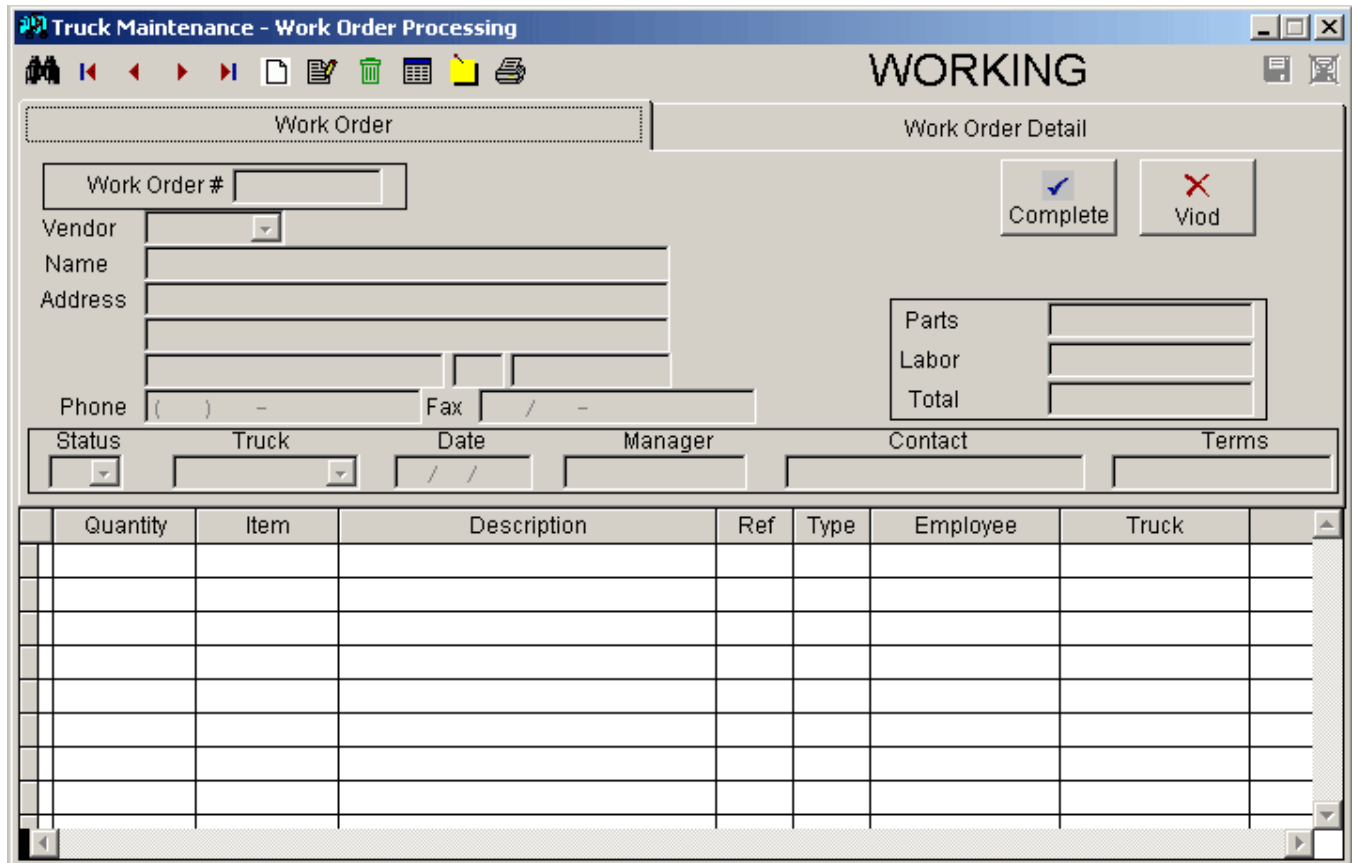 Truck Maintenance - Work Order Processing
WORKING
Work Order Work Order Detail
Work Order #
Complete Viod
Vendor
Name
Address
Parts
Labor
Phone ( ) - Fax / - Total
Status Truck Date Manager Contact Terms
/ /
Quantity Item Description Ref Type Employee Truck